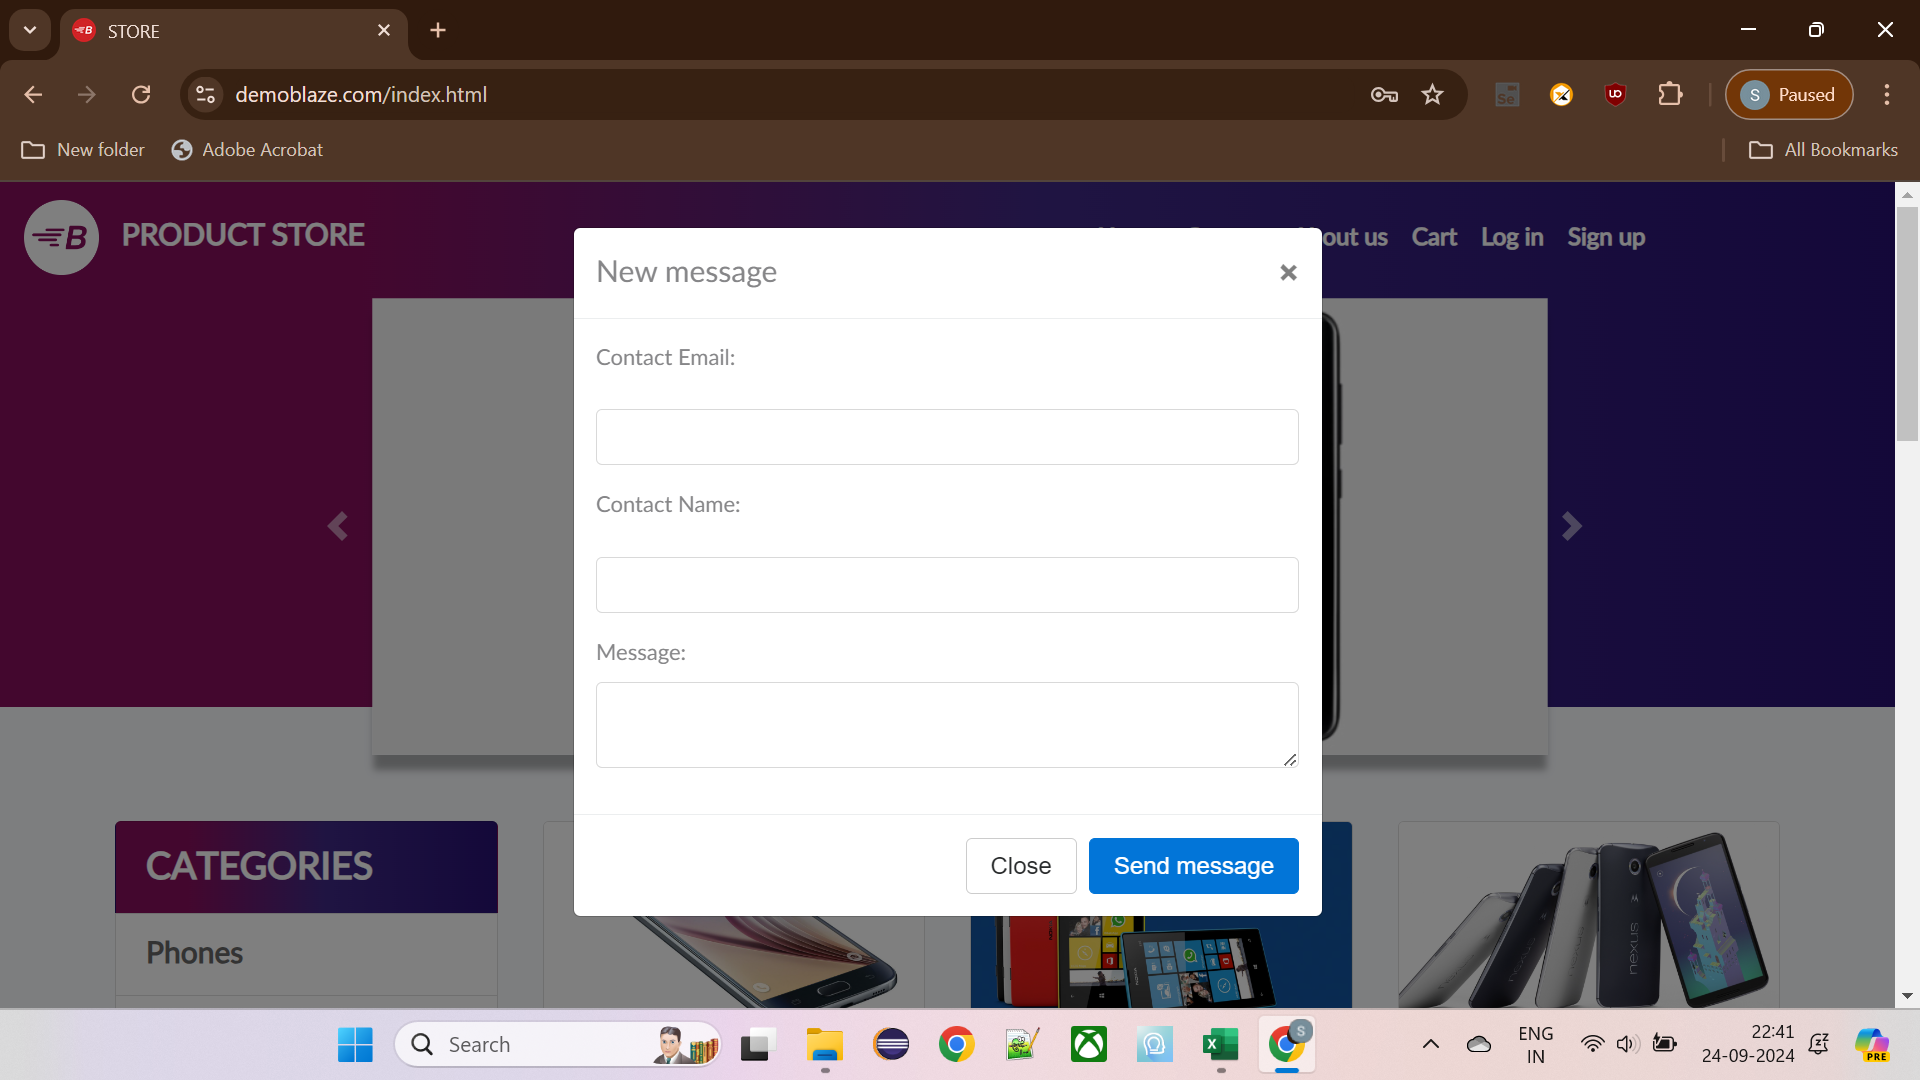 STORE
demoblaze.com/index.html
Paused
New folder
Adobe Acrobat
All Bookmarks
B
PRODUCT STORE
out us
Cart
Log in
Sign up
New message
Contact Email:
Contact Name:
Message:
Close
Send message
CATEGORIES
Phones
nexus
Search
ENG
IN
22:41
24-09-2024
PRE